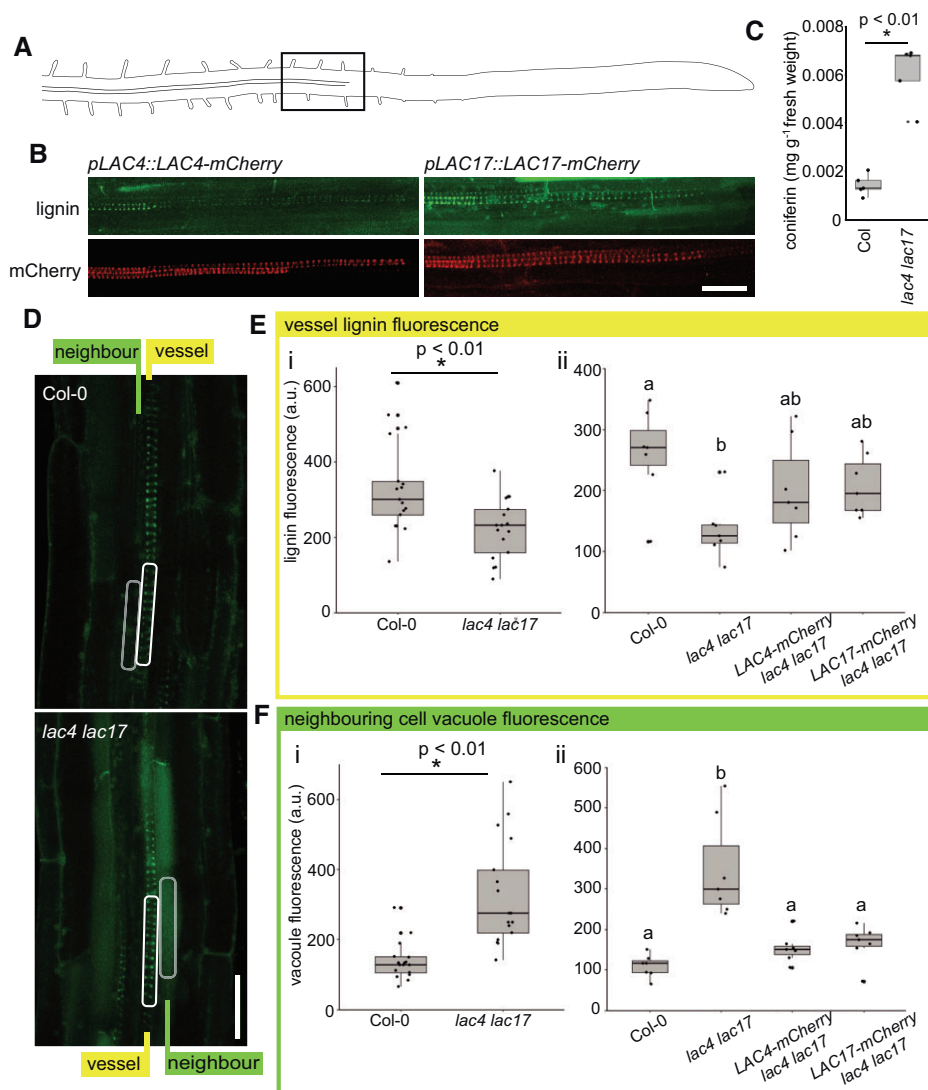 A
B
pLAC4::LAC4-mCherry
pLAC17::LAC17-mCherry
lignin
mCherry
C
p < 0.01
*
0.008
0.006
0.004
0.002
0
coniferin (mg g-1 fresh weight)
Col
lac4 lac17
D
neighbour
vessel
Col-0
lac4 lac17
vessel
neighbour
E
vessel lignin fluorescence
i
p < 0.01
*
600
400
200
0
lignin fluorescence (a.u.)
Col-0
lac4 lac17
ii
400
300
200
100
0
a
b
ab
ab
Col-0
lac4 lac17
LAC4-mCherry
lac4 lac17
LAC17-mCherry
lac4 lac17
F
neighbouring cell vacuole fluorescence
i
p < 0.01
*
600
400
200
0
vacoule fluorescence (a.u.)
Col-0
lac4 lac17
ii
600
500
400
300
200
100
0
a
b
a
a
Col-0
lac4 lac17
LAC4-mCherry
lac4 lac17
LAC17-mCherry
lac4 lac17